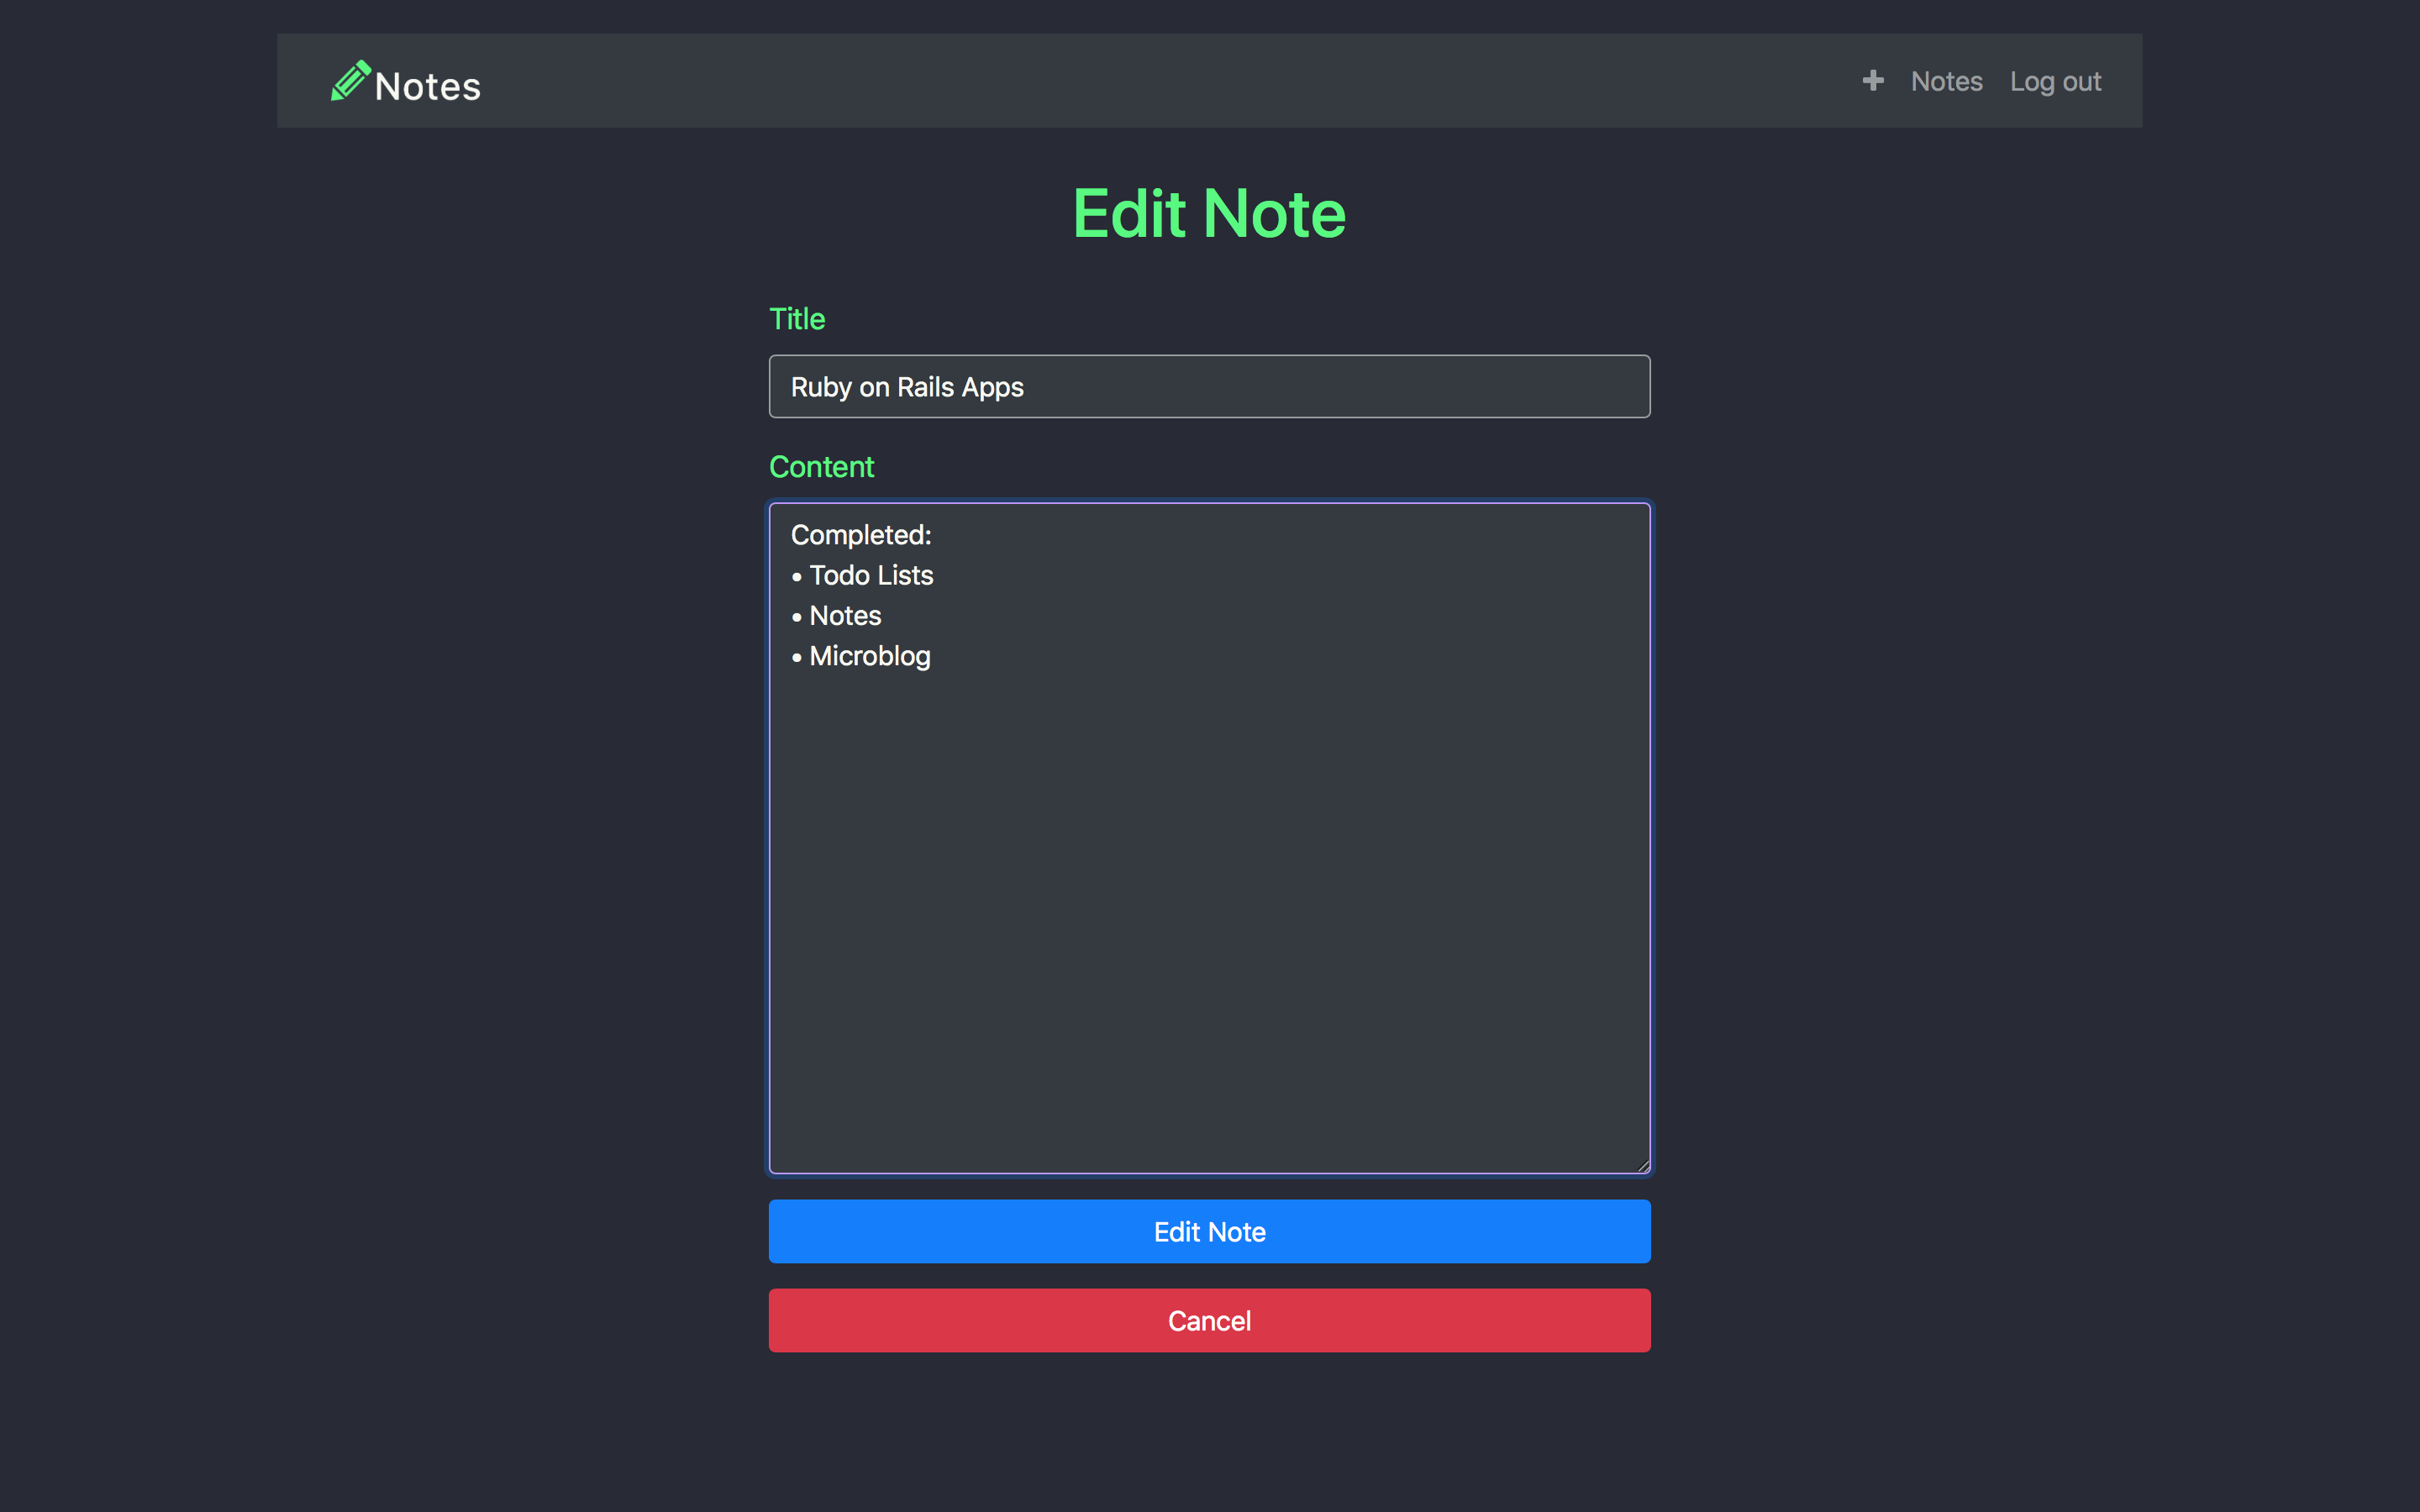 Notes
Notes Log out
Edit Note
Title
Ruby on Rails Apps
Content
Completed:
• Todo Lists
• Notes
• Microblog
Edit Note
Cancel